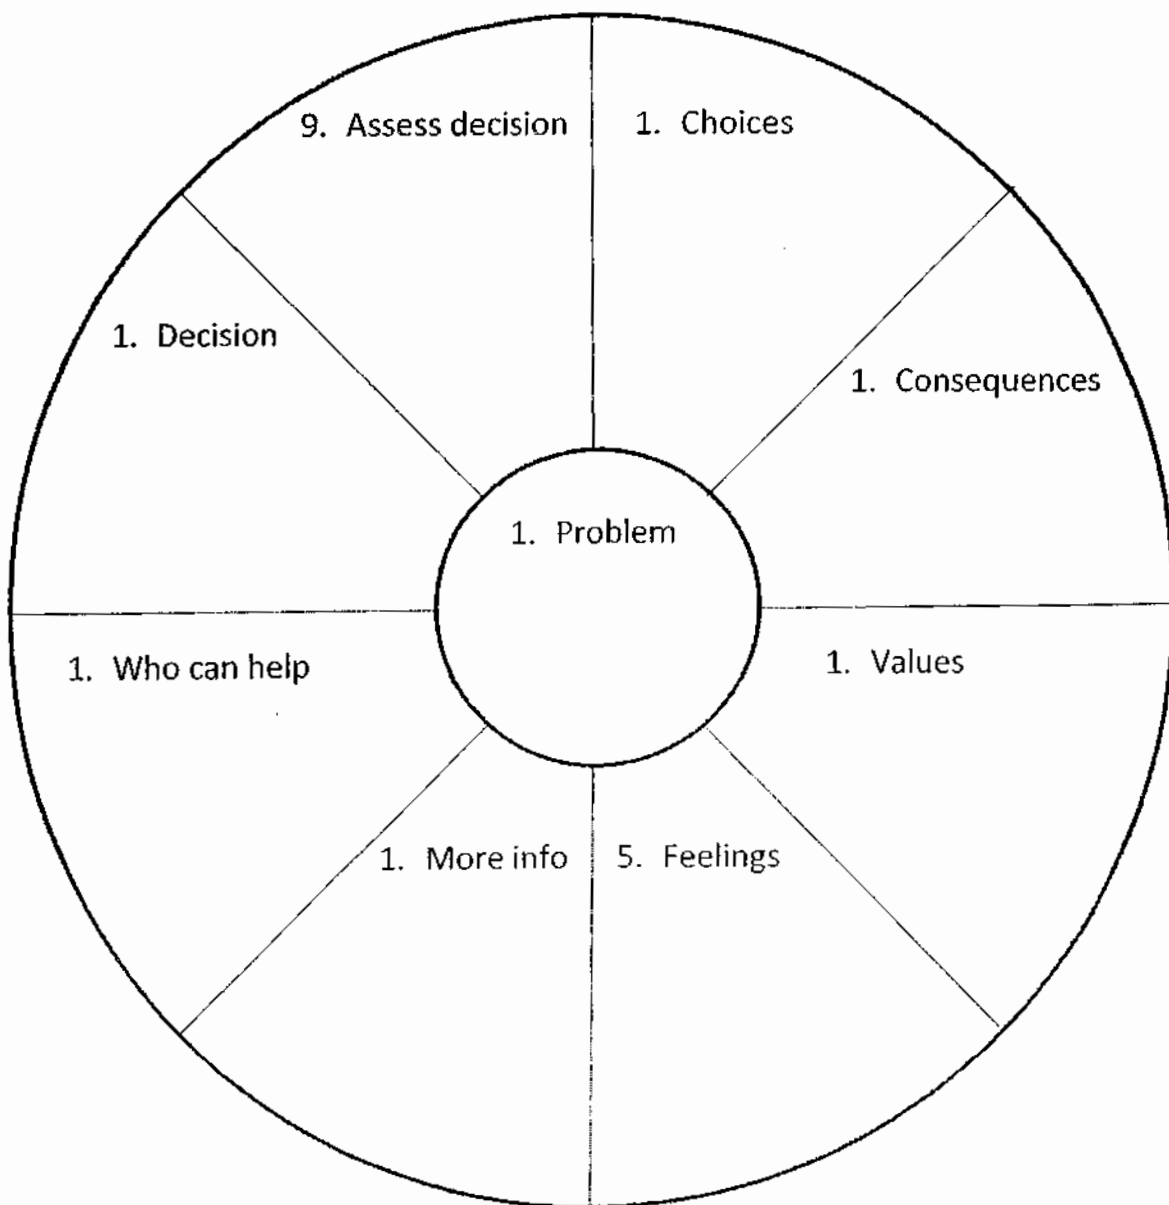 9. Assess decision
1. Choices
1. Decision
1. Consequences
1. Problem
1. Who can help
1. Values
1. More info
5. Feelings